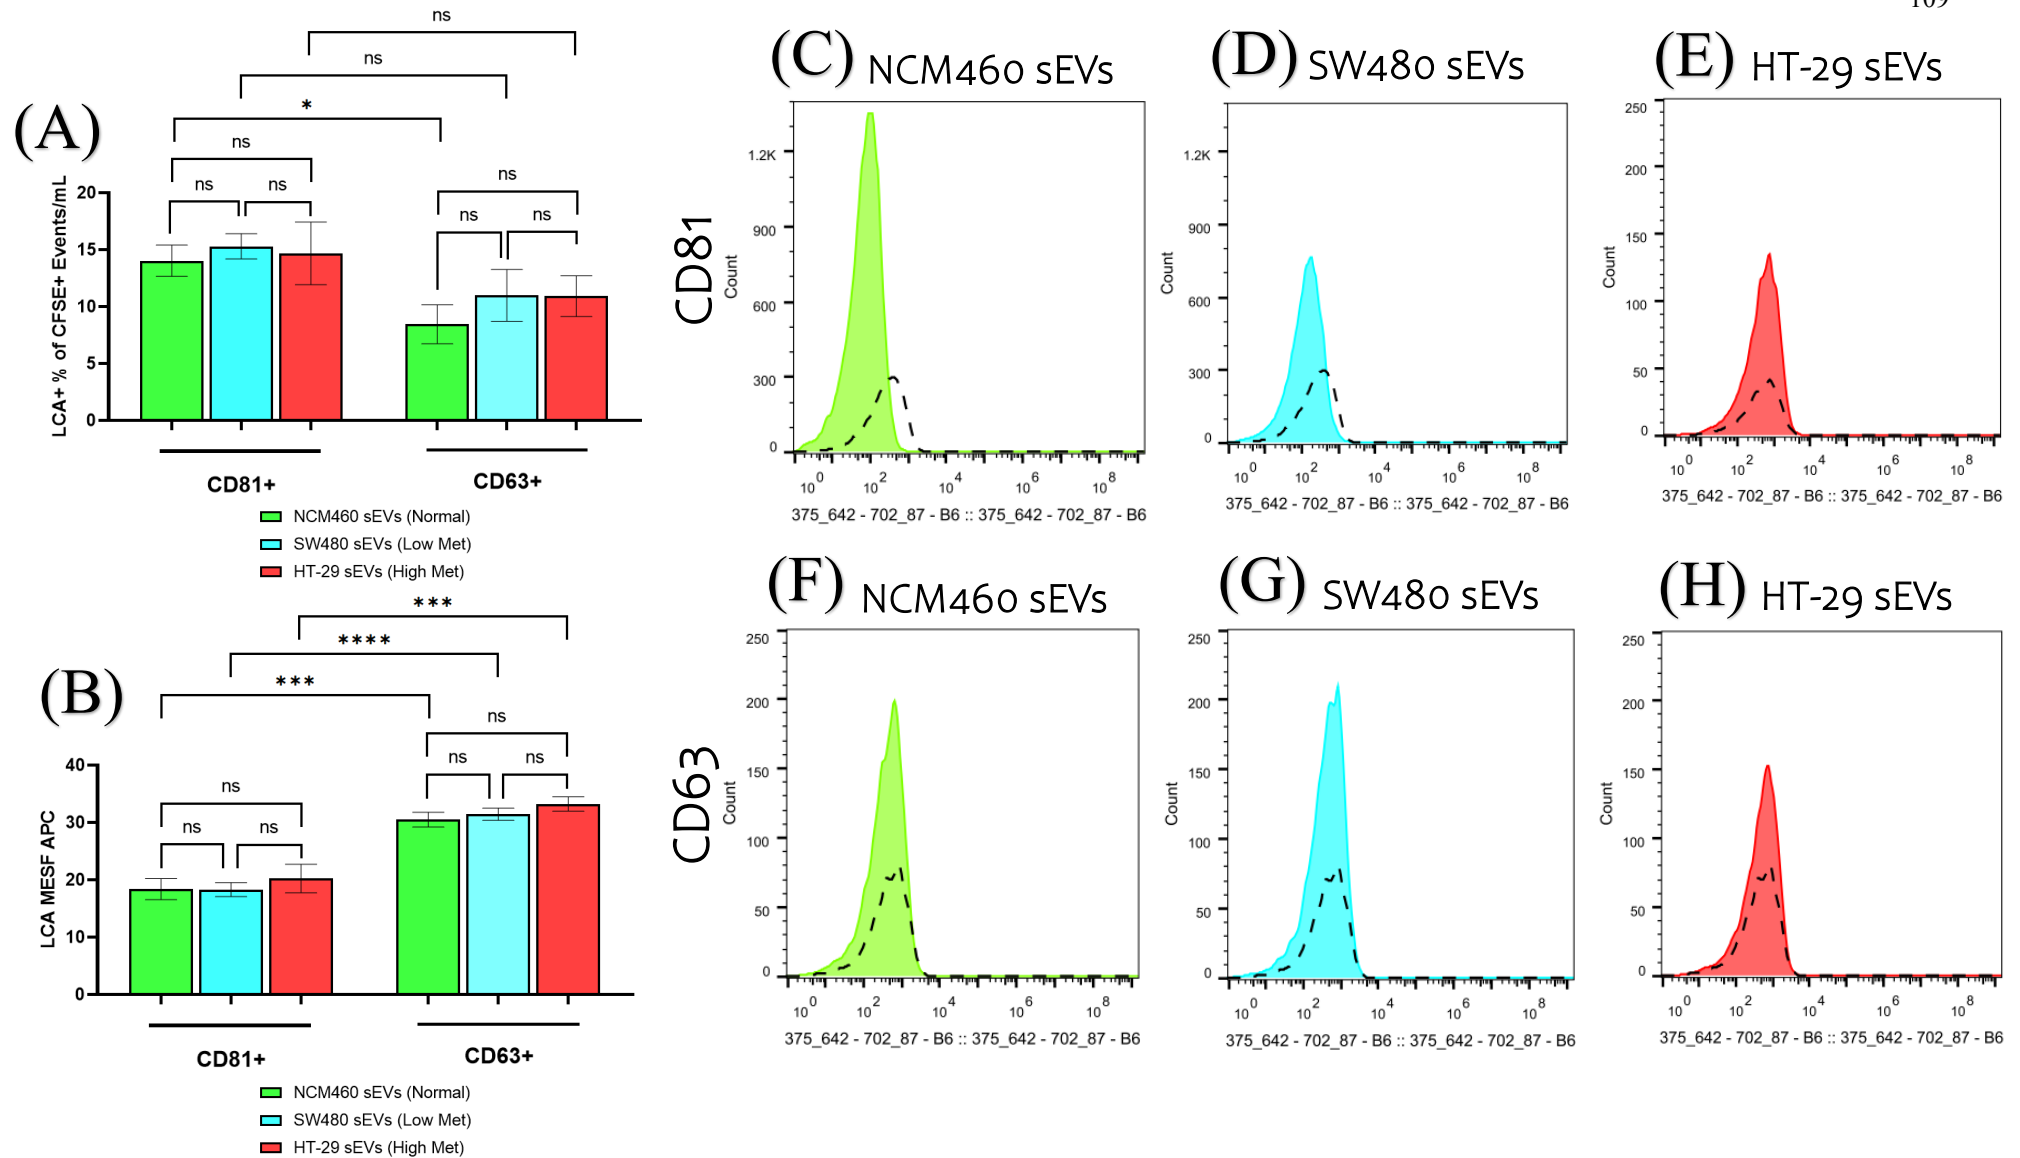 (A)
ns
ns
*
ns
ns
ns
ns
ns
ns
LCA+ % of CFSE+ Events/mL
20
15
10
5
0
CD81+
CD63+
NCM460 sEVs (Normal)
SW480 sEVs (Low Met)
HT-29 sEVs (High Met)
(B)
***
****
***
ns
ns
ns
ns
ns
ns
LCA MESF APC
40
30
20
10
0
CD81+
CD63+
NCM460 sEVs (Normal)
SW480 sEVs (Low Met)
HT-29 sEVs (High Met)
CD81
(C) NCM460 sEVs
Count
1.2K
900
600
300
0
10^0 10^2 10^4 10^6 10^8
375_642 - 702_87 - B6 :: 375_642 - 702_87 - B6
(D) SW480 sEVs
Count
1.2K
900
600
300
0
10^0 10^2 10^4 10^6 10^8
375_642 - 702_87 - B6 :: 375_642 - 702_87 - B6
(E) HT-29 sEVs
Count
250
200
150
100
50
0
10^0 10^2 10^4 10^6 10^8
375_642 - 702_87 - B6 :: 375_642 - 702_87 - B6
CD63
(F) NCM460 sEVs
Count
250
200
150
100
50
0
10^0 10^2 10^4 10^6 10^8
375_642 - 702_87 - B6 :: 375_642 - 702_87 - B6
(G) SW480 sEVs
Count
250
200
150
100
50
0
10^0 10^2 10^4 10^6 10^8
375_642 - 702_87 - B6 :: 375_642 - 702_87 - B6
(H) HT-29 sEVs
Count
250
200
150
100
50
0
10^0 10^2 10^4 10^6 10^8
375_642 - 702_87 - B6 :: 375_642 - 702_87 - B6